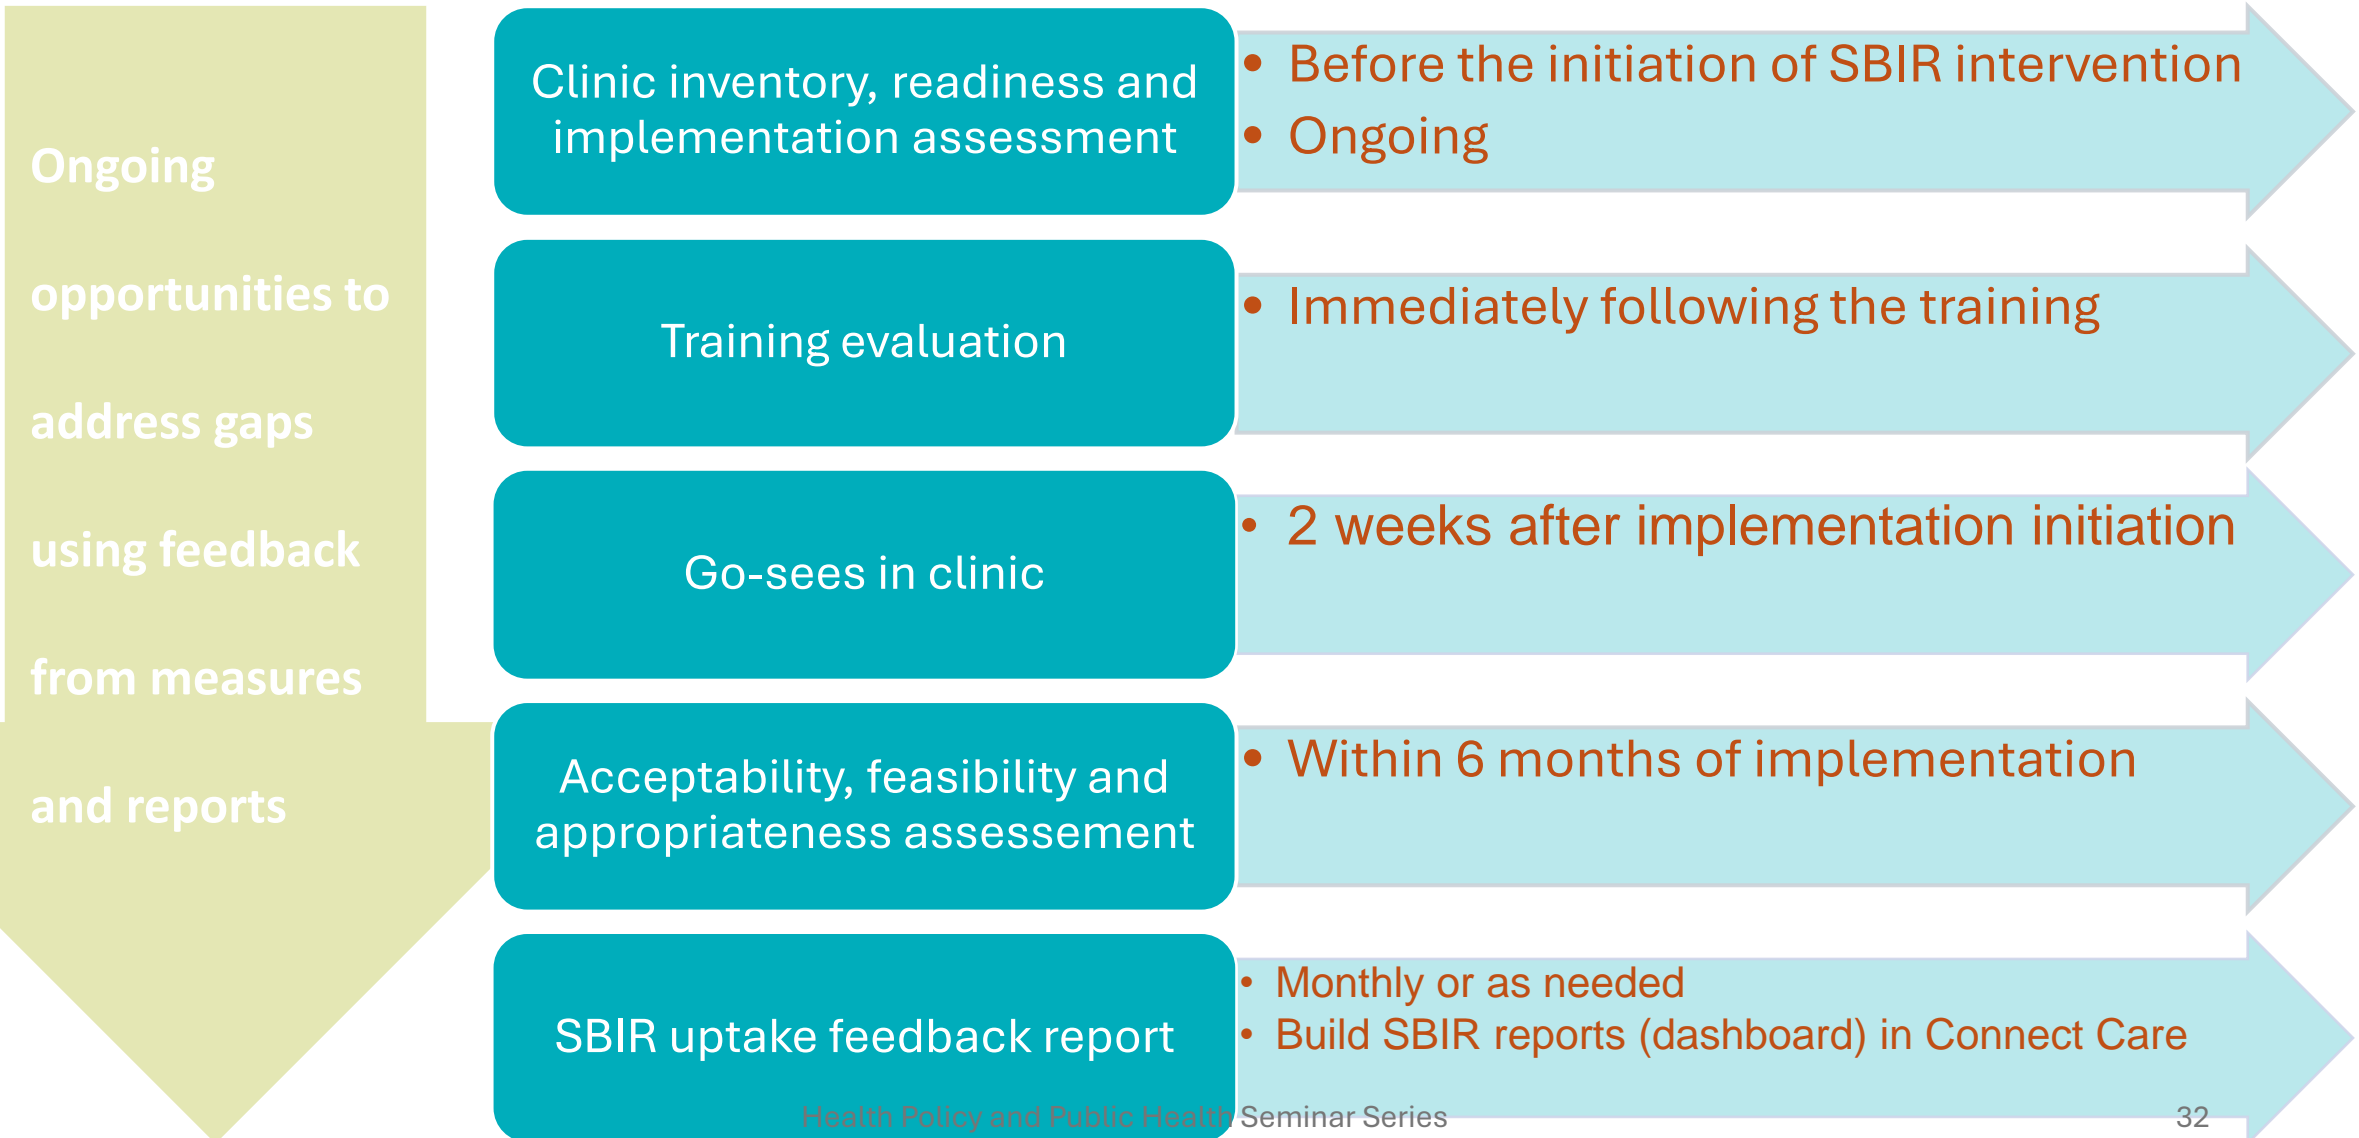 Ongoing
opportunities to
address gaps
using feedback
from measures
and reports
Clinic inventory, readiness and
implementation assessment
• Before the initiation of SBIR intervention
• Ongoing
Training evaluation
• Immediately following the training
Go-sees in clinic
• 2 weeks after implementation initiation
Acceptability, feasibility and
appropriateness assessement
• Within 6 months of implementation
SBIR uptake feedback report
• Monthly or as needed
• Build SBIR reports (dashboard) in Connect Care
Health Policy and Public Health Seminar Series
32